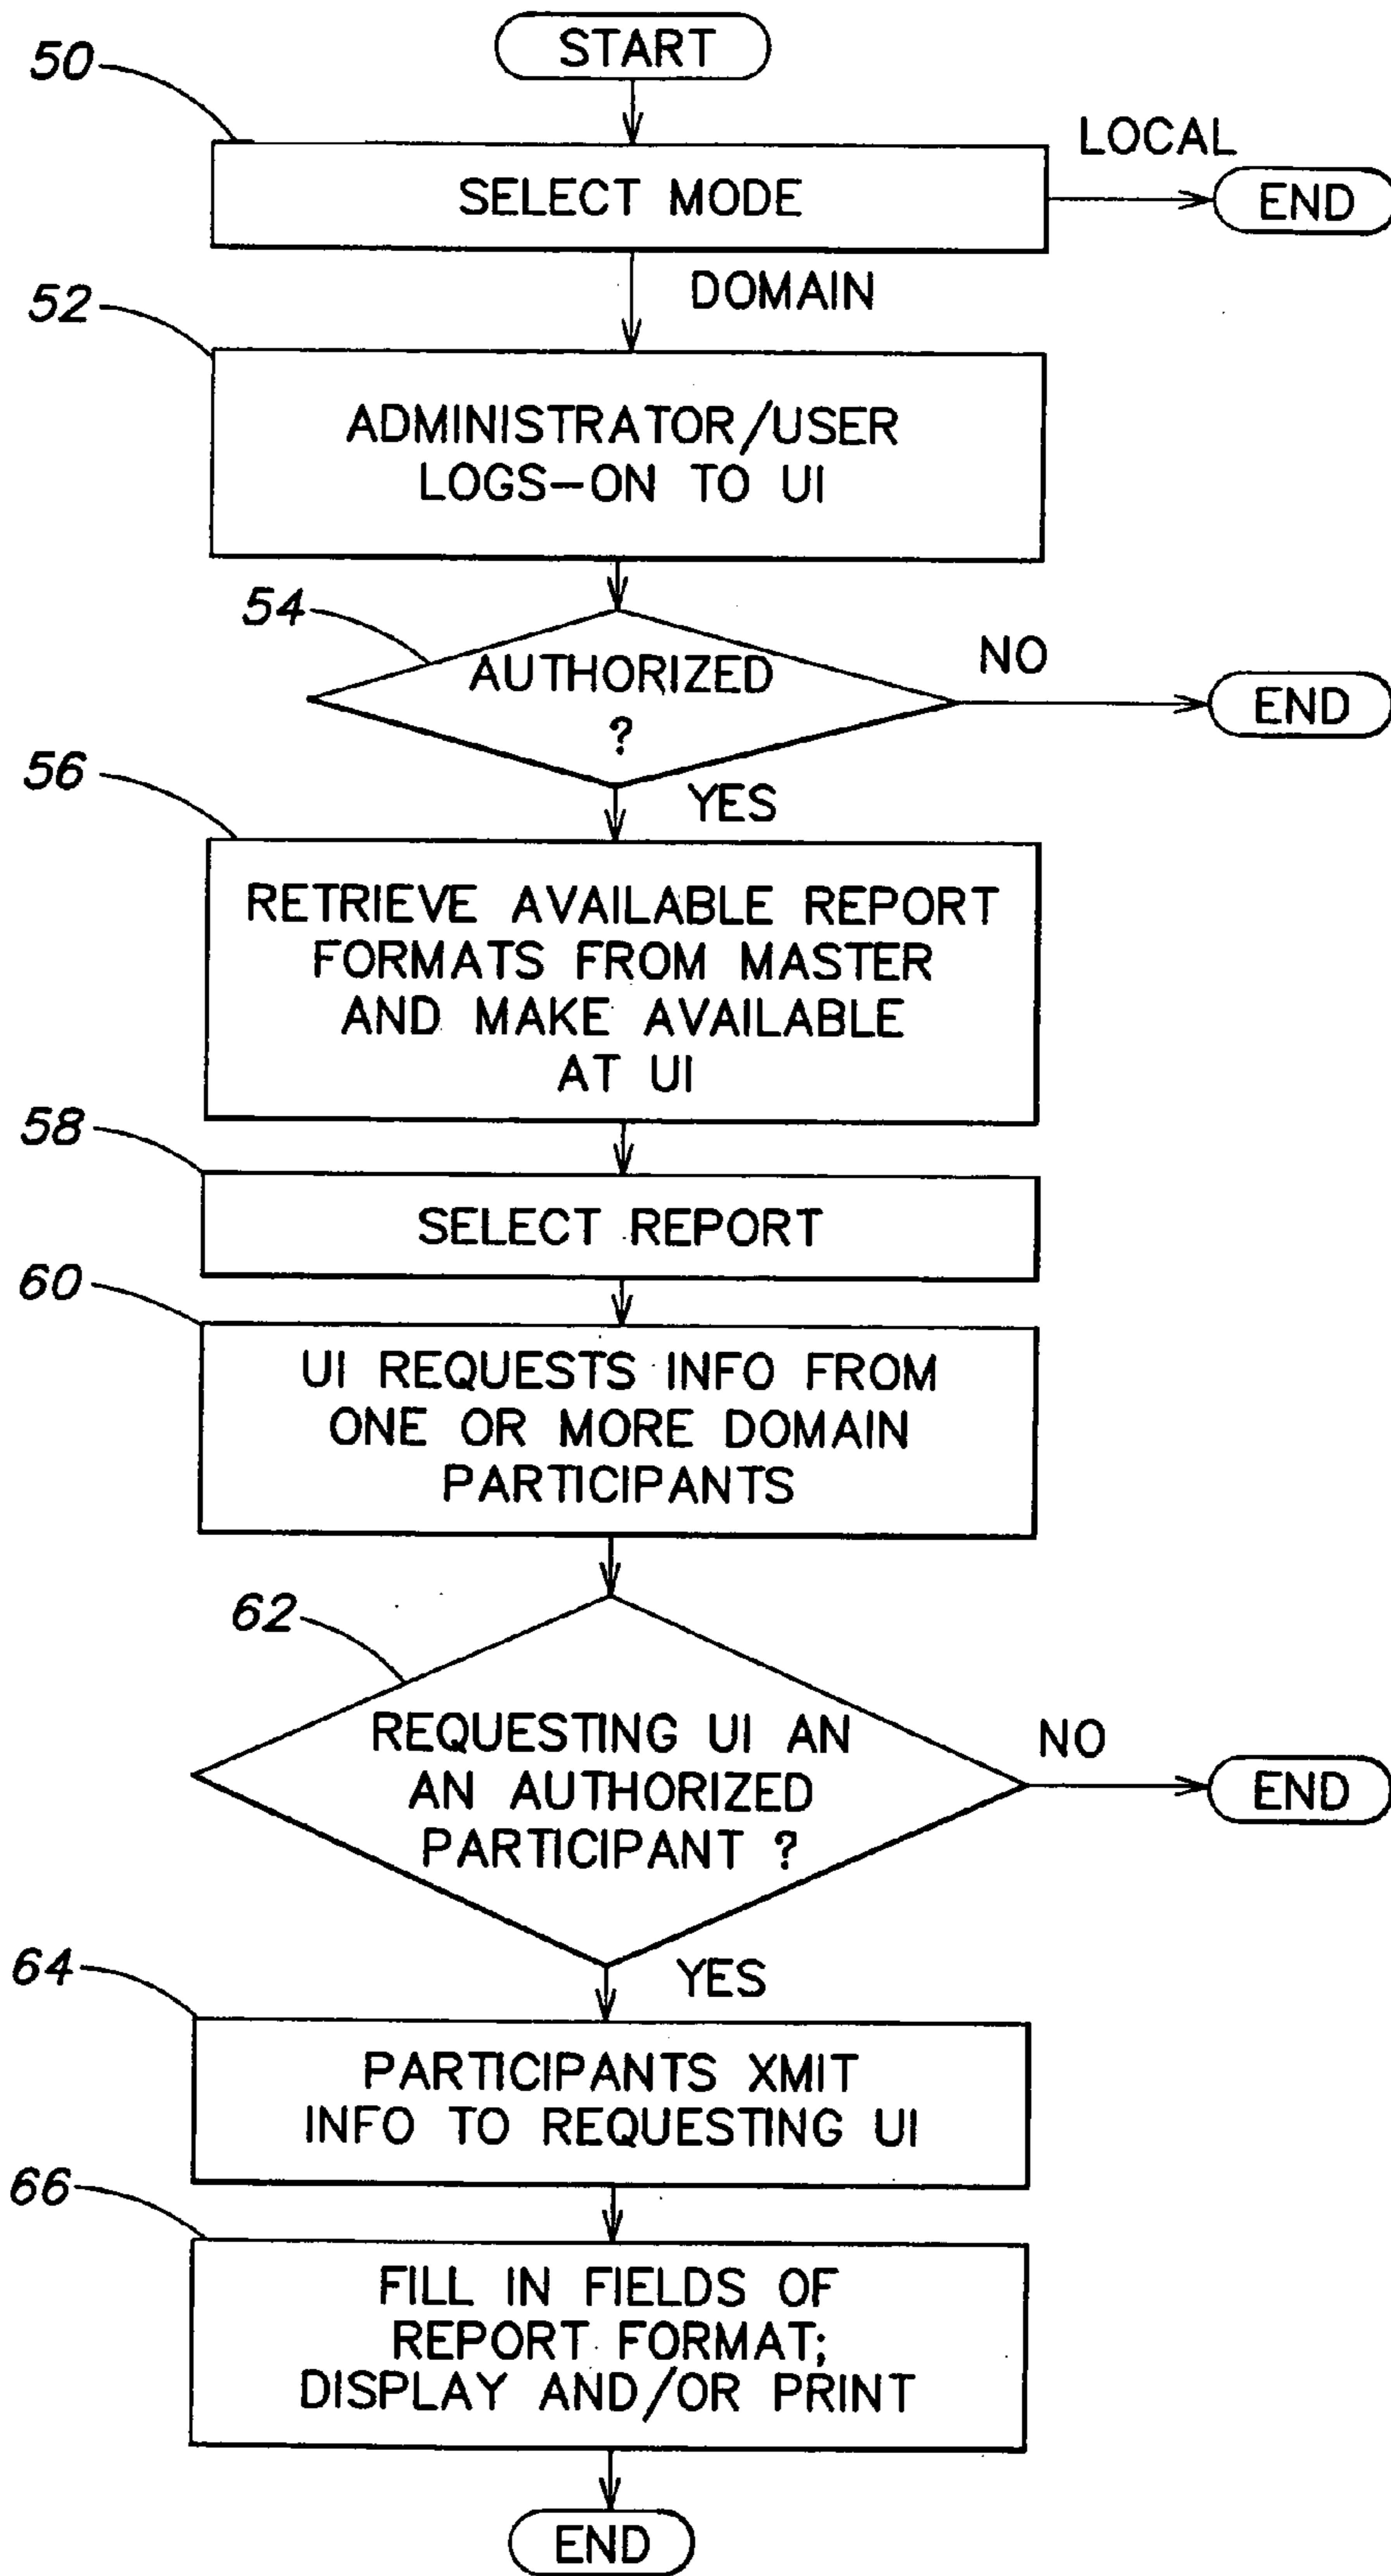 START
50
LOCAL
SELECT MODE
END
DOMAIN
52
ADMINISTRATOR/USER
LOGS-ON TO UI
54
AUTHORIZED
?
NO
END
YES
56
RETRIEVE AVAILABLE REPORT
FORMATS FROM MASTER
AND MAKE AVAILABLE
AT UI
58
SELECT REPORT
60
UI REQUESTS INFO FROM
ONE OR MORE DOMAIN
PARTICIPANTS
62
REQUESTING UI AN
AN AUTHORIZED
PARTICIPANT ?
NO
END
YES
64
PARTICIPANTS XMIT
INFO TO REQUESTING UI
66
FILL IN FIELDS OF
REPORT FORMAT;
DISPLAY AND/OR PRINT
END